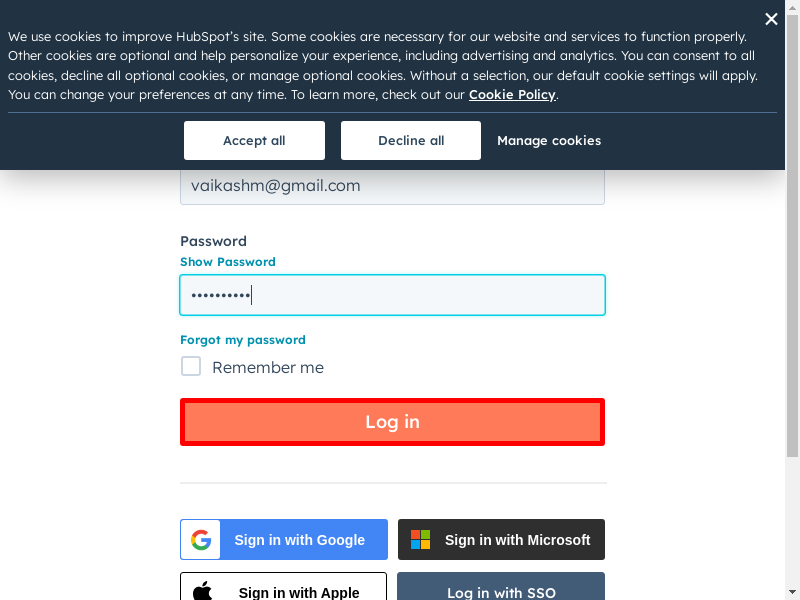 We use cookies to improve HubSpot’s site. Some cookies are necessary for our website and services to function properly.
Other cookies are optional and help personalize your experience, including advertising and analytics. You can consent to all
cookies, decline all optional cookies, or manage optional cookies. Without a selection, our default cookie settings will apply.
You can change your preferences at any time. To learn more, check out our Cookie Policy.
Accept all
Decline all
Manage cookies
vaikashm@gmail.com
Password
Show Password
••••••••••
Forgot my password
Remember me
Log in
Sign in with Google
Sign in with Microsoft
Sign in with Apple
Log in with SSO